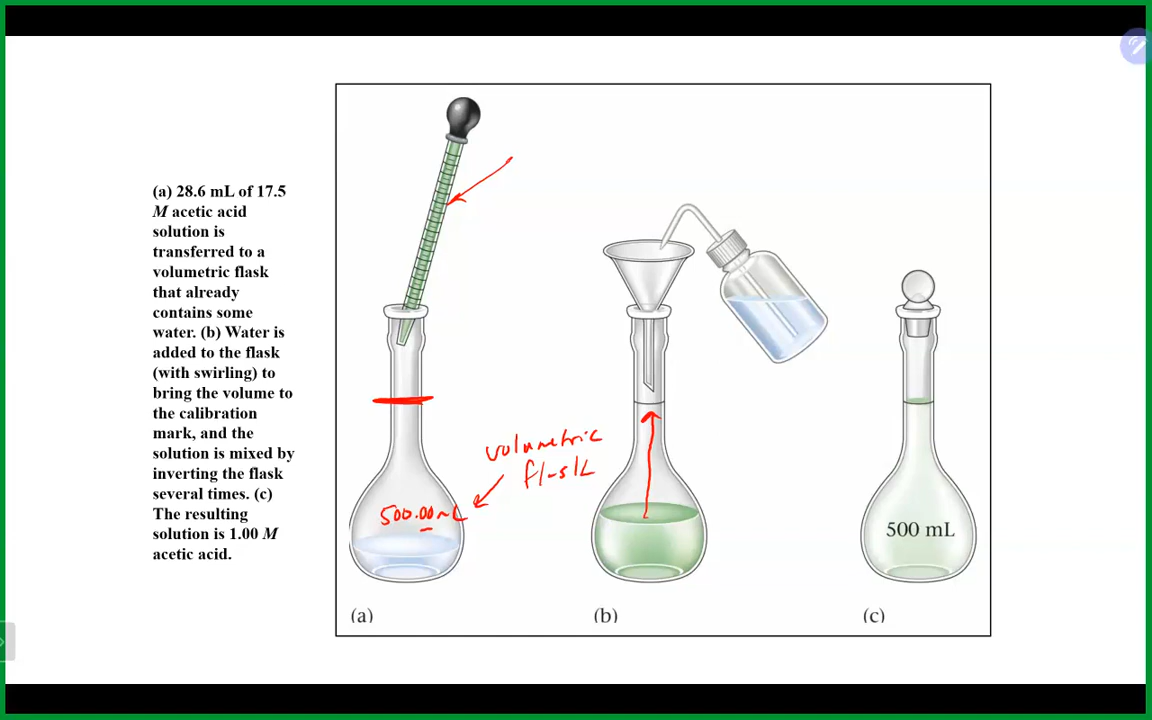 (a) 28.6 mL of 17.5
M acetic acid
solution is
transferred to a
volumetric flask
that already
contains some
water. (b) Water is
added to the flask
(with swirling) to
bring the volume to
the calibration
mark, and the
solution is mixed by
inverting the flask
several times. (c)
The resulting
solution is 1.00 M
acetic acid.
volumetric
flask
500.00mL
500 mL
(a)
(b)
(c)